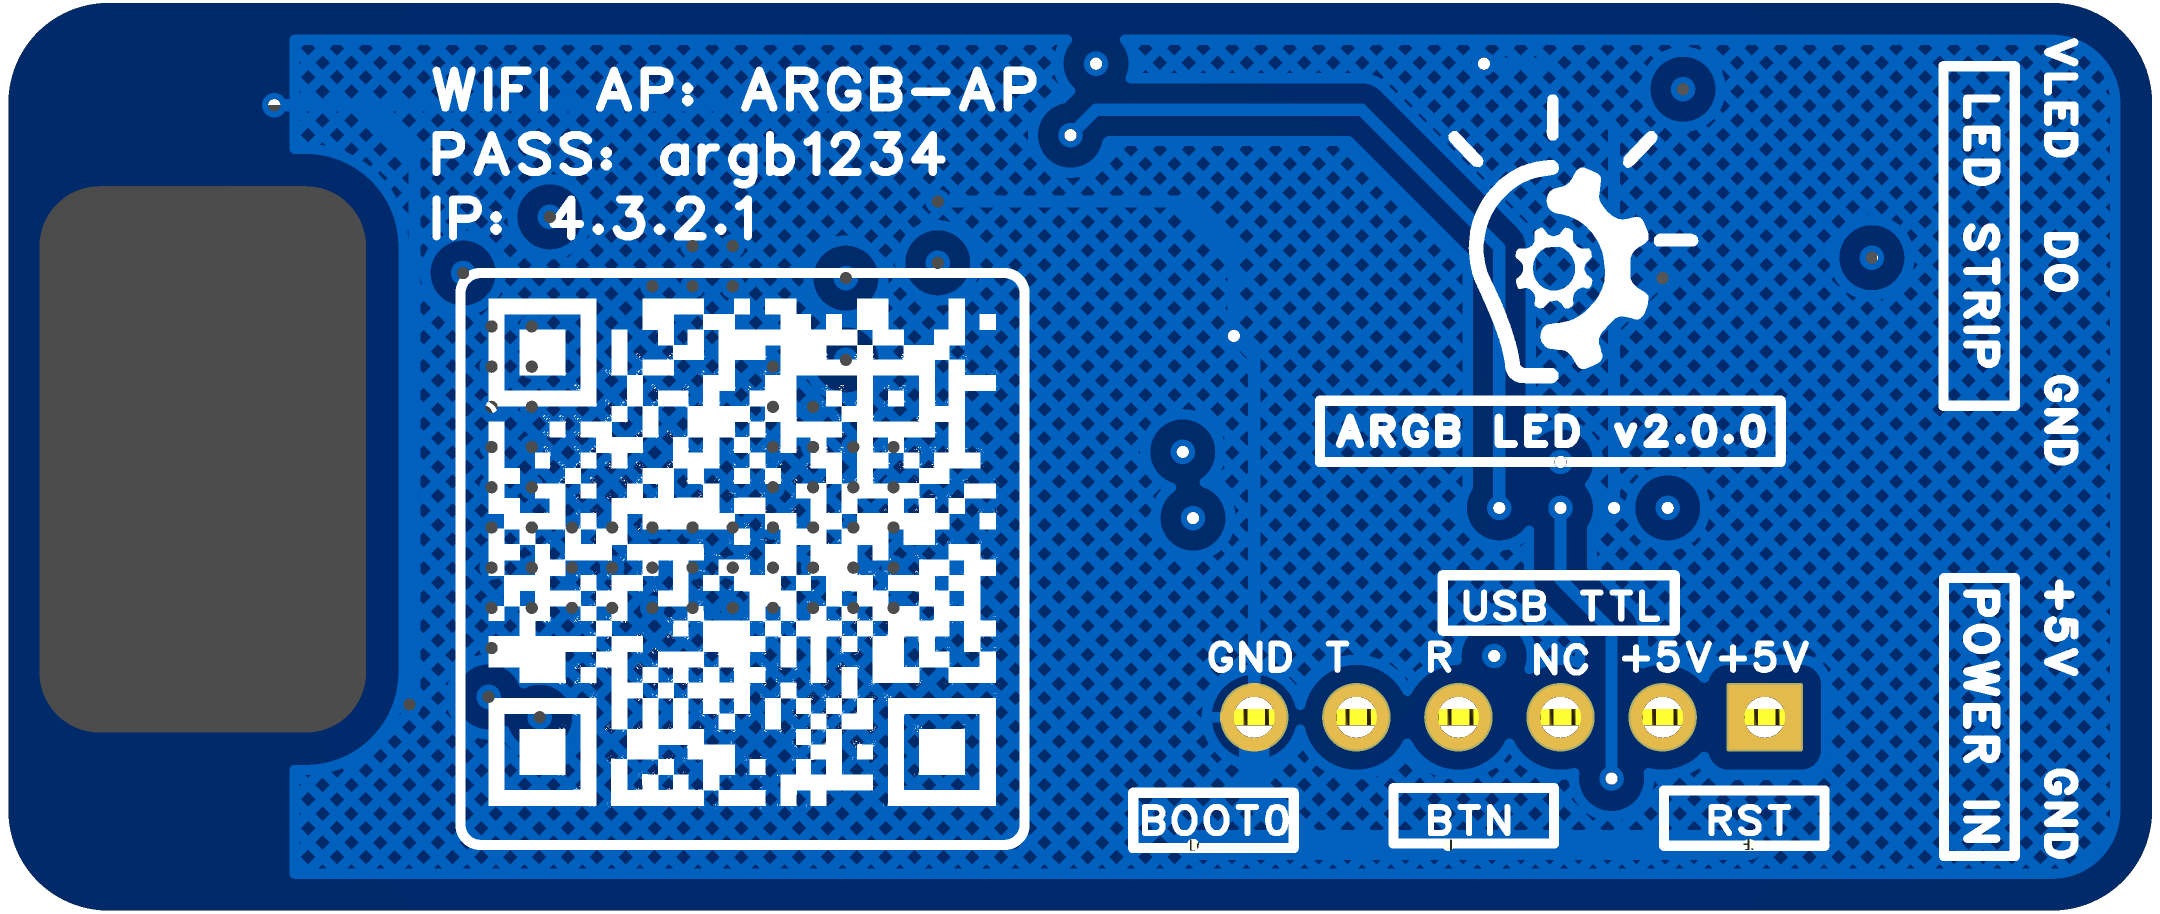 WIFI AP: ARGB-AP
PASS: argb1234
IP: 4.3.2.1
ARGB LED v2.0.0
USB TTL
GND T R NC +5V +5V
BOOT0
BTN
RST
LED STRIP
VLED DO GND
POWER IN
+5V GND